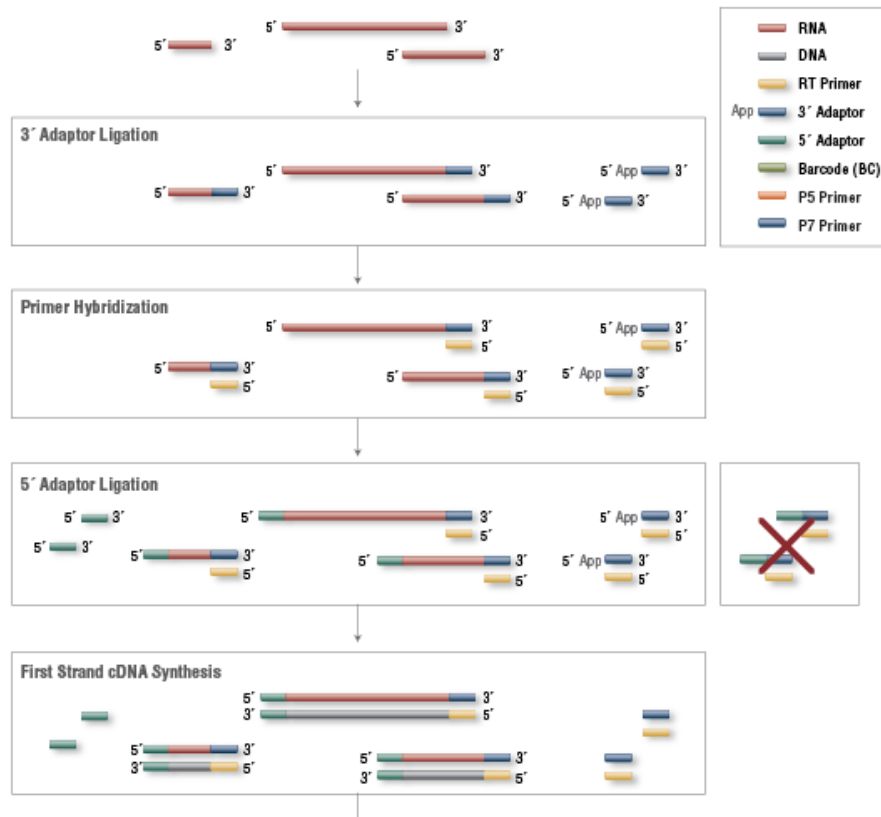 5´ 3´
5´ 3´
3´
RNA
DNA
RT Primer
App 3´ Adaptor
5´ Adaptor
Barcode (BC)
P5 Primer
P7 Primer
3´ Adaptor Ligation
5´ 3´
5´ App 3´
5´ 3´
3´
5´ App 3´
Primer Hybridization
5´ 3´
5´
5´ App 3´
5´
5´ 3´
5´
5´ 3´
5´
5´ App 3´
5´
5´ Adaptor Ligation
5´ 3´
5´ 3´
5´
5´ App 3´
5´
5´ 3´
5´ 3´
5´
5´ 3´
5´
5´ App 3´
5´
First Strand cDNA Synthesis
5´ 3´
3´ 5´
5´ 3´
3´ 5´
5´ 3´
3´ 5´